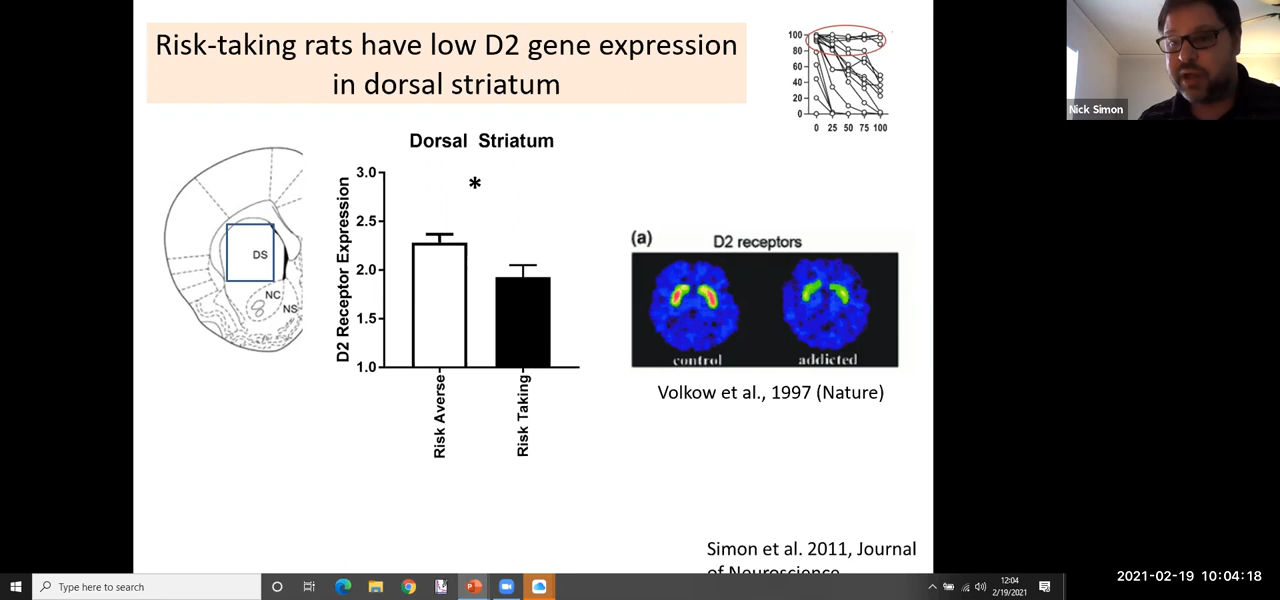 Risk-taking rats have low D2 gene expression
in dorsal striatum
100
80
60
40
20
0
0 25 50 75 100
Nick Simon
Dorsal Striatum
*
D2 Receptor Expression
3.0
2.5
2.0
1.5
1.0
Risk Averse
Risk Taking
DS
NC
NS
(a)
D2 receptors
control
addicted
Volkow et al., 1997 (Nature)
Simon et al. 2011, Journal
of Neuroscience
Type here to search
12:04
2/19/2021
2021-02-19 10:04:18